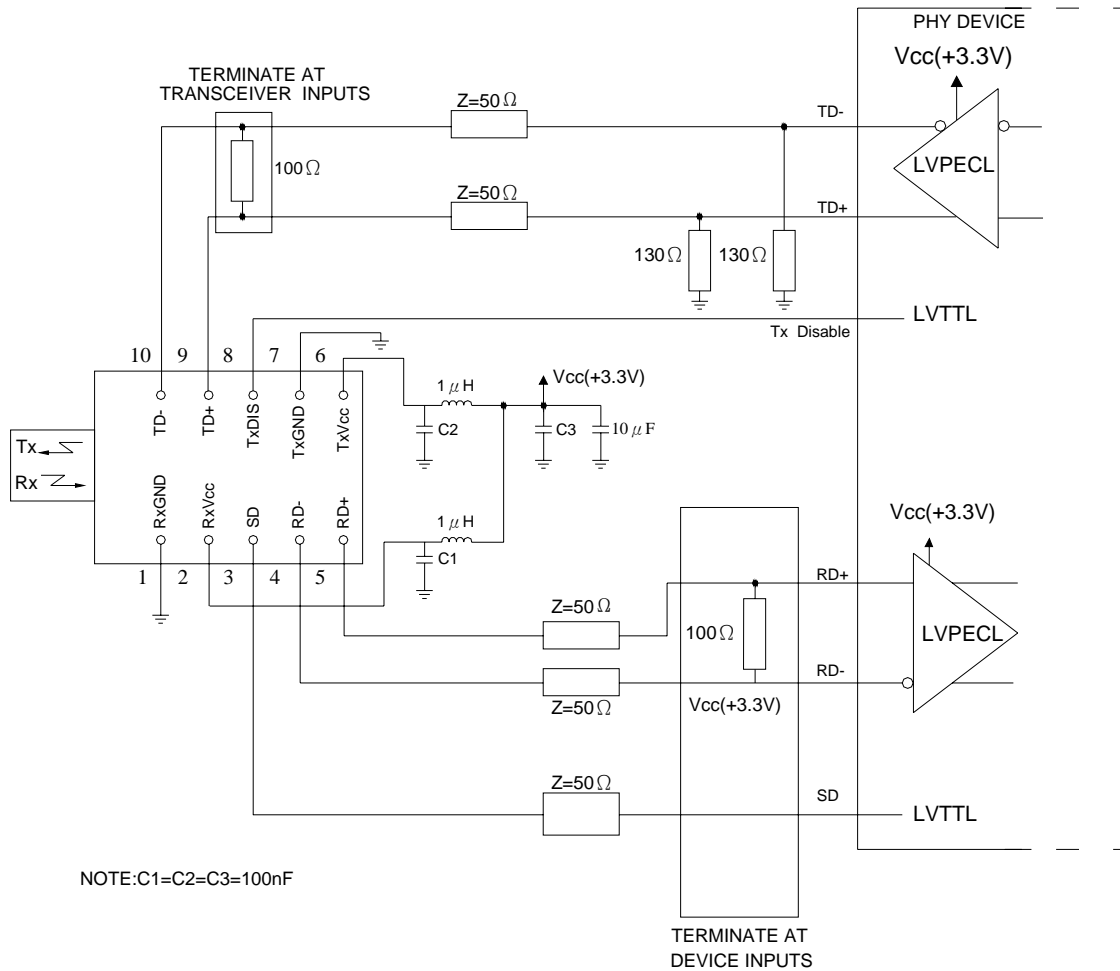 PHY DEVICE
Vcc(+3.3V)
TERMINATE AT
TRANSCEIVER INPUTS
Z=50Ω
TD-
100Ω
LVPECL
Z=50Ω
TD+
130Ω
130Ω
LVTTL
Tx Disable
10 9 8 7 6
TD-
TD+
TxDIS
TxGND
TxVcc
1μH
Vcc(+3.3V)
C2
C3
10μF
Tx
Rx
RxGND
RxVcc
SD
RD-
RD+
1μH
C1
1 2 3 4 5
Vcc(+3.3V)
RD+
Z=50Ω
100Ω
LVPECL
RD-
Z=50Ω
Vcc(+3.3V)
Z=50Ω
SD
LVTTL
NOTE:C1=C2=C3=100nF
TERMINATE AT
DEVICE INPUTS